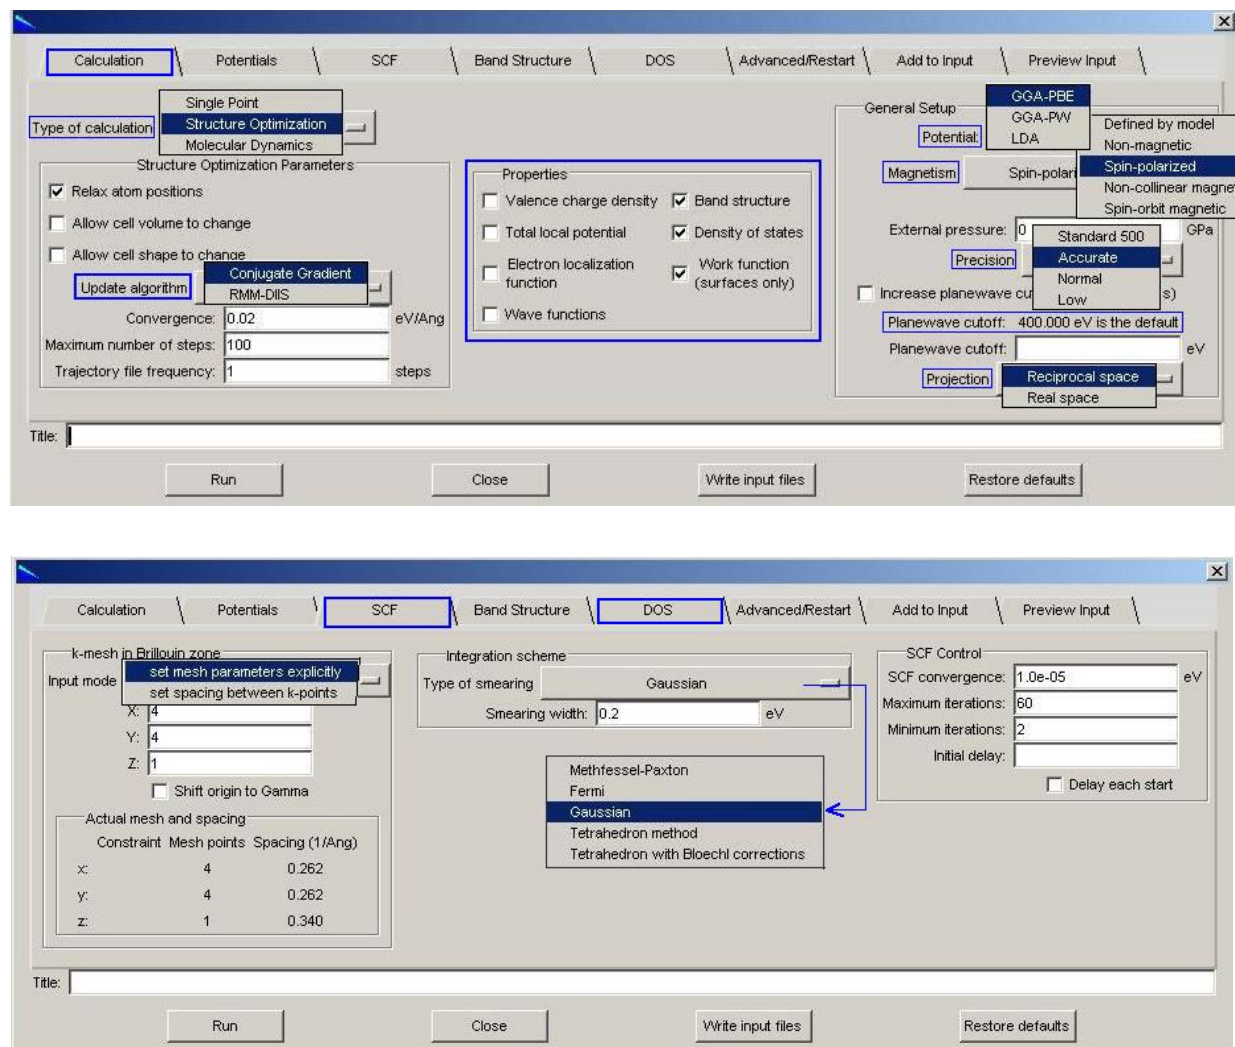 Calculation Potentials SCF Band Structure DOS Advanced/Restart Add to Input Preview Input
Type of calculation
Single Point
Structure Optimization
Molecular Dynamics
Structure Optimization Parameters
Relax atom positions
Allow cell volume to change
Allow cell shape to change
Update algorithm
Conjugate Gradient
RMM-DIIS
Convergence: 0.02 eV/Ang
Maximum number of steps: 100
Trajectory file frequency: 1 steps
Properties
Valence charge density Band structure
Total local potential Density of states
Electron localization function Work function (surfaces only)
Wave functions
General Setup
Potential:
GGA-PBE
GGA-PW
LDA
Magnetism Spin-polari
Defined by model
Non-magnetic
Spin-polarized
Non-collinear magne
Spin-orbit magnetic
External pressure: 0 GPa
Precision
Standard 500
Accurate
Normal
Low
Increase planewave cu s)
Planewave cutoff: 400.000 eV is the default
Planewave cutoff: eV
Projection
Reciprocal space
Real space
Title:
Run Close Write input files Restore defaults
Calculation Potentials SCF Band Structure DOS Advanced/Restart Add to Input Preview Input
k-mesh in Brillouin zone
Input mode
set mesh parameters explicitly
set spacing between k-points
X: 4
Y: 4
Z: 1
Shift origin to Gamma
Actual mesh and spacing
Constraint Mesh points Spacing (1/Ang)
x: 4 0.262
y: 4 0.262
z: 1 0.340
Integration scheme
Type of smearing Gaussian
Smearing width: 0.2 eV
Methfessel-Paxton
Fermi
Gaussian
Tetrahedron method
Tetrahedron with Bloechl corrections
SCF Control
SCF convergence: 1.0e-05 eV
Maximum iterations: 60
Minimum iterations: 2
Initial delay:
Delay each start
Title:
Run Close Write input files Restore defaults